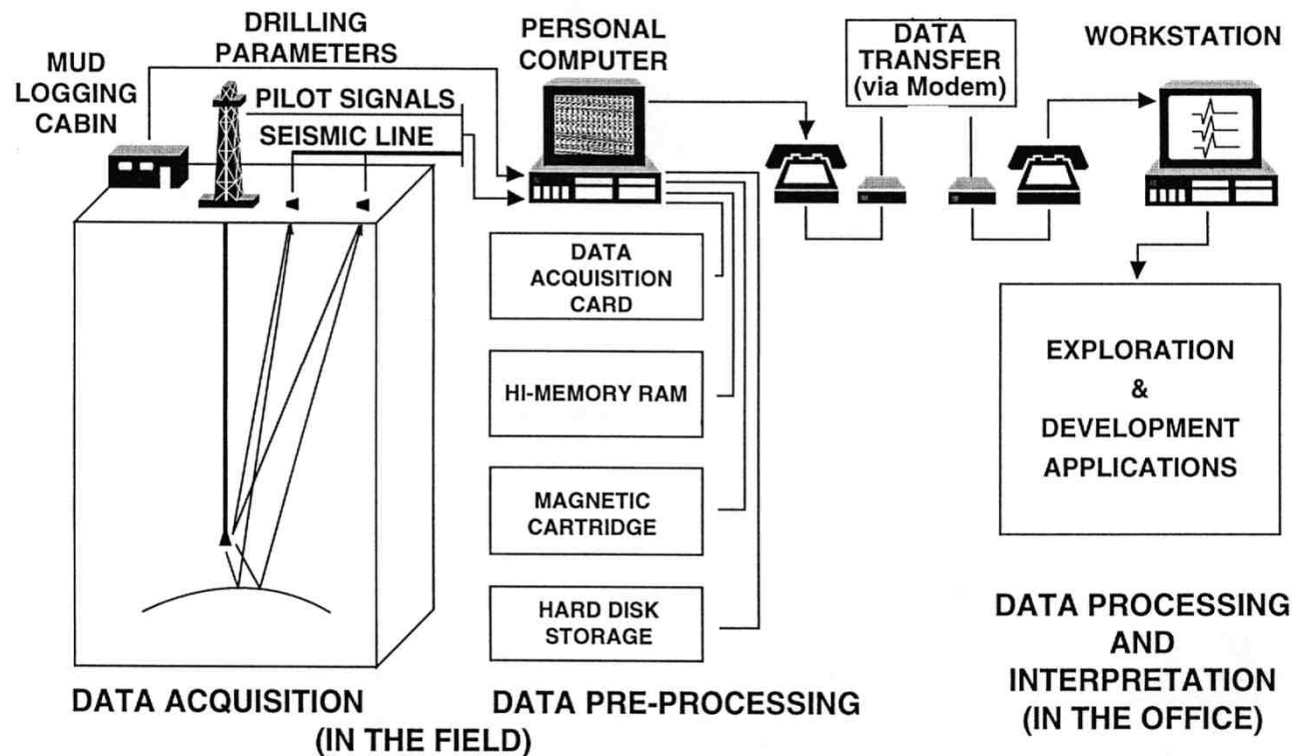 DRILLING
PARAMETERS
MUD
LOGGING
CABIN
PILOT SIGNALS
SEISMIC LINE
PERSONAL
COMPUTER
DATA
TRANSFER
(via Modem)
WORKSTATION
DATA
ACQUISITION
CARD
HI-MEMORY RAM
MAGNETIC
CARTRIDGE
HARD DISK
STORAGE
EXPLORATION
&
DEVELOPMENT
APPLICATIONS
DATA ACQUISITION
DATA PRE-PROCESSING
(IN THE FIELD)
DATA PROCESSING
AND
INTERPRETATION
(IN THE OFFICE)